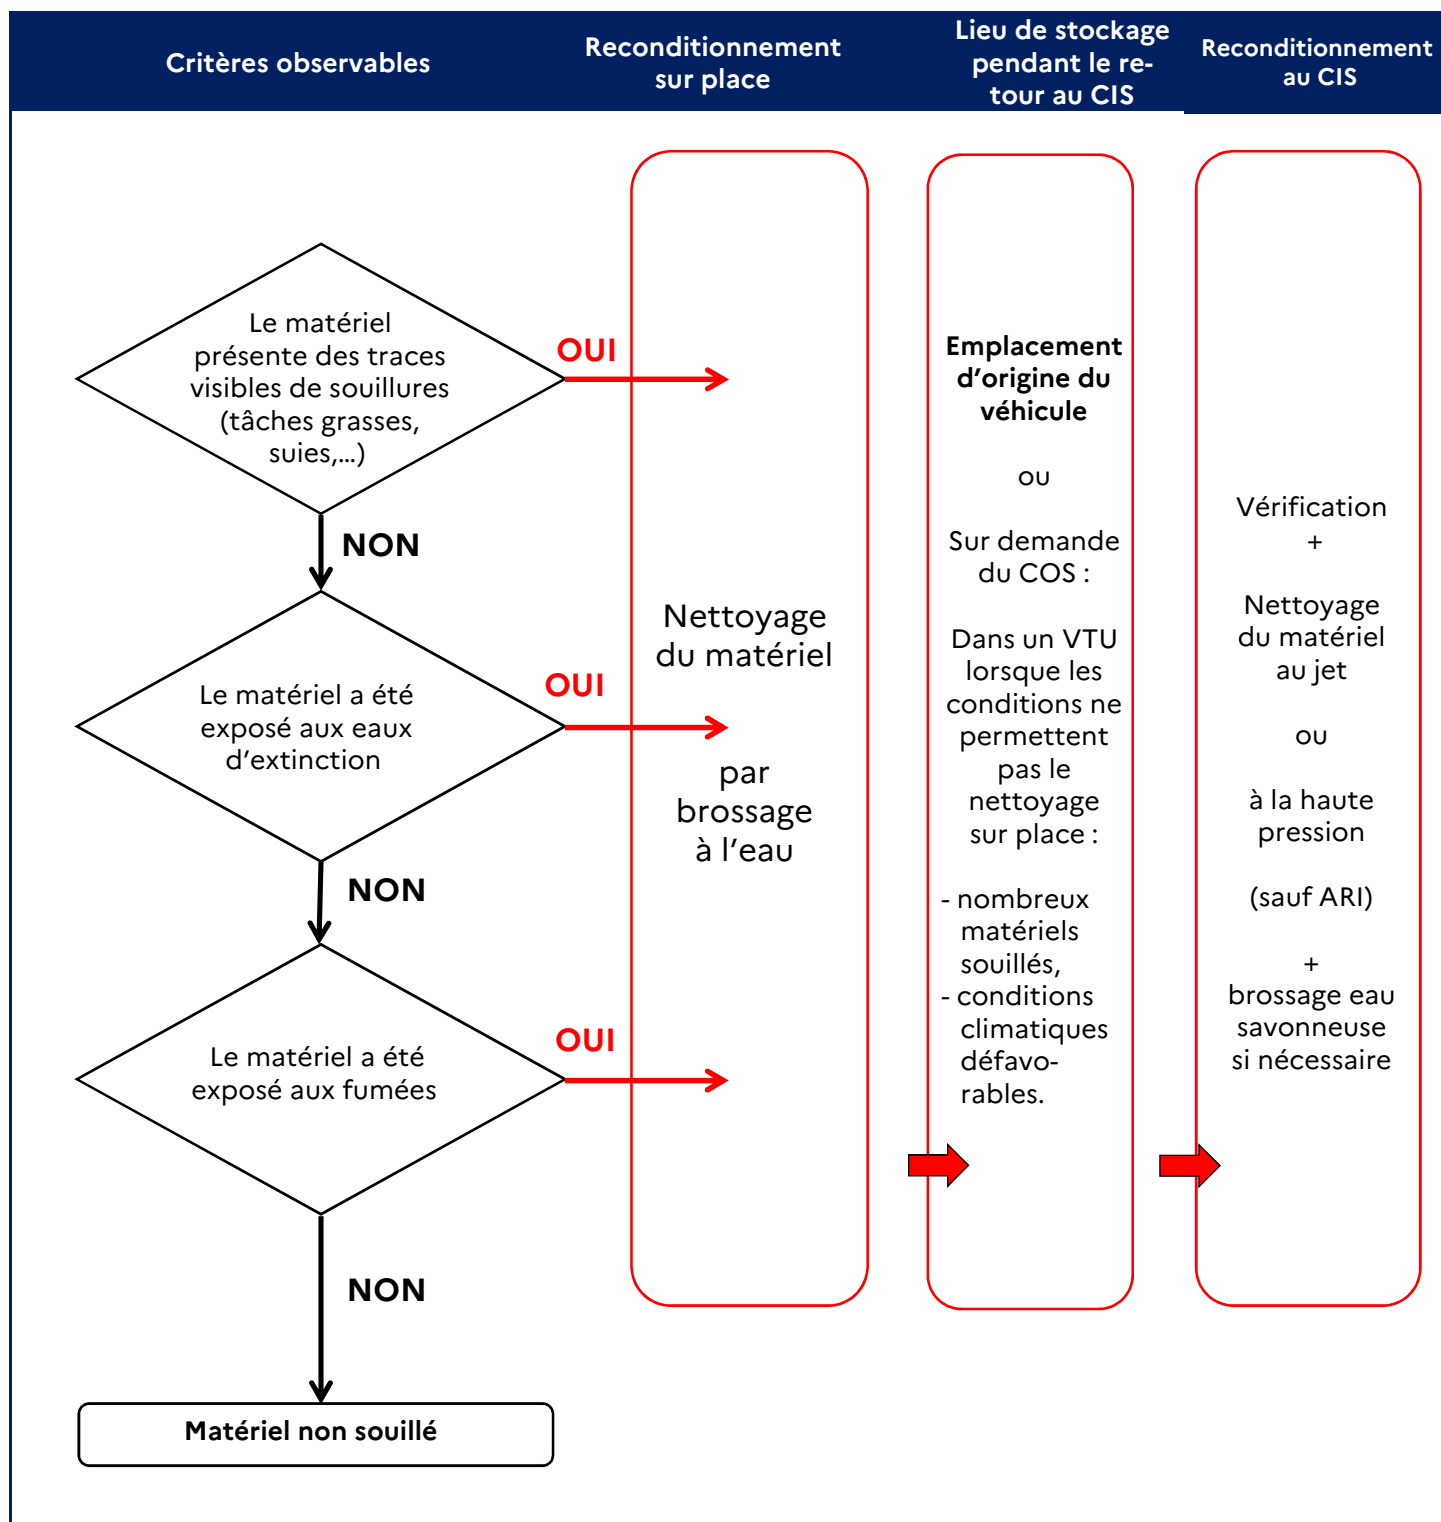 Critères observables
Reconditionnement
sur place
Lieu de stockage
pendant le re-
tour au CIS
Reconditionnement
au CIS
Le matériel
présente des traces
visibles de souillures
(tâches grasses,
suies,…)
OUI
NON
Le matériel a été
exposé aux eaux
d’extinction
OUI
NON
Le matériel a été
exposé aux fumées
OUI
NON
Matériel non souillé
Nettoyage
du matériel
par
brossage
à l’eau
Emplacement
d’origine du
véhicule
ou
Sur demande
du COS :
Dans un VTU
lorsque les
conditions ne
permettent
pas le
nettoyage
sur place :
- nombreux
matériels
souillés,
- conditions
climatiques
défavo-
rables.
Vérification
+
Nettoyage
du matériel
au jet
ou
à la haute
pression
(sauf ARI)
+
brossage eau
savonneuse
si nécessaire